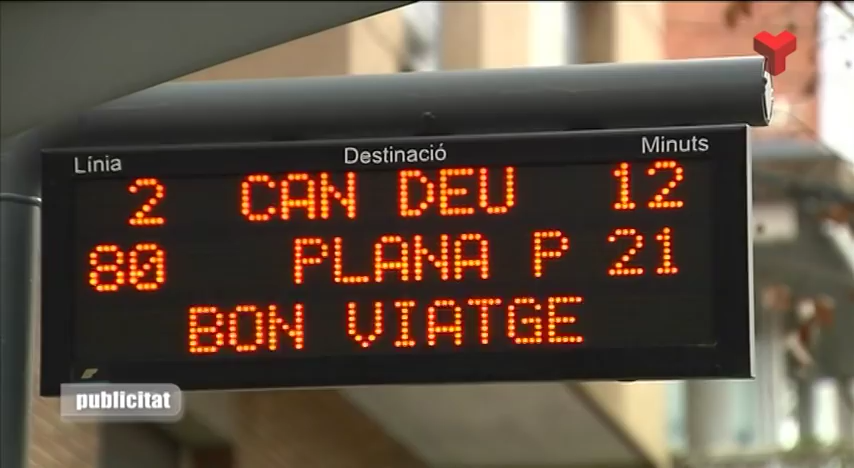 Línia Destinació Minuts
2 CAN DEU 12
80 PLANA P 21
BON VIATGE
publicitat